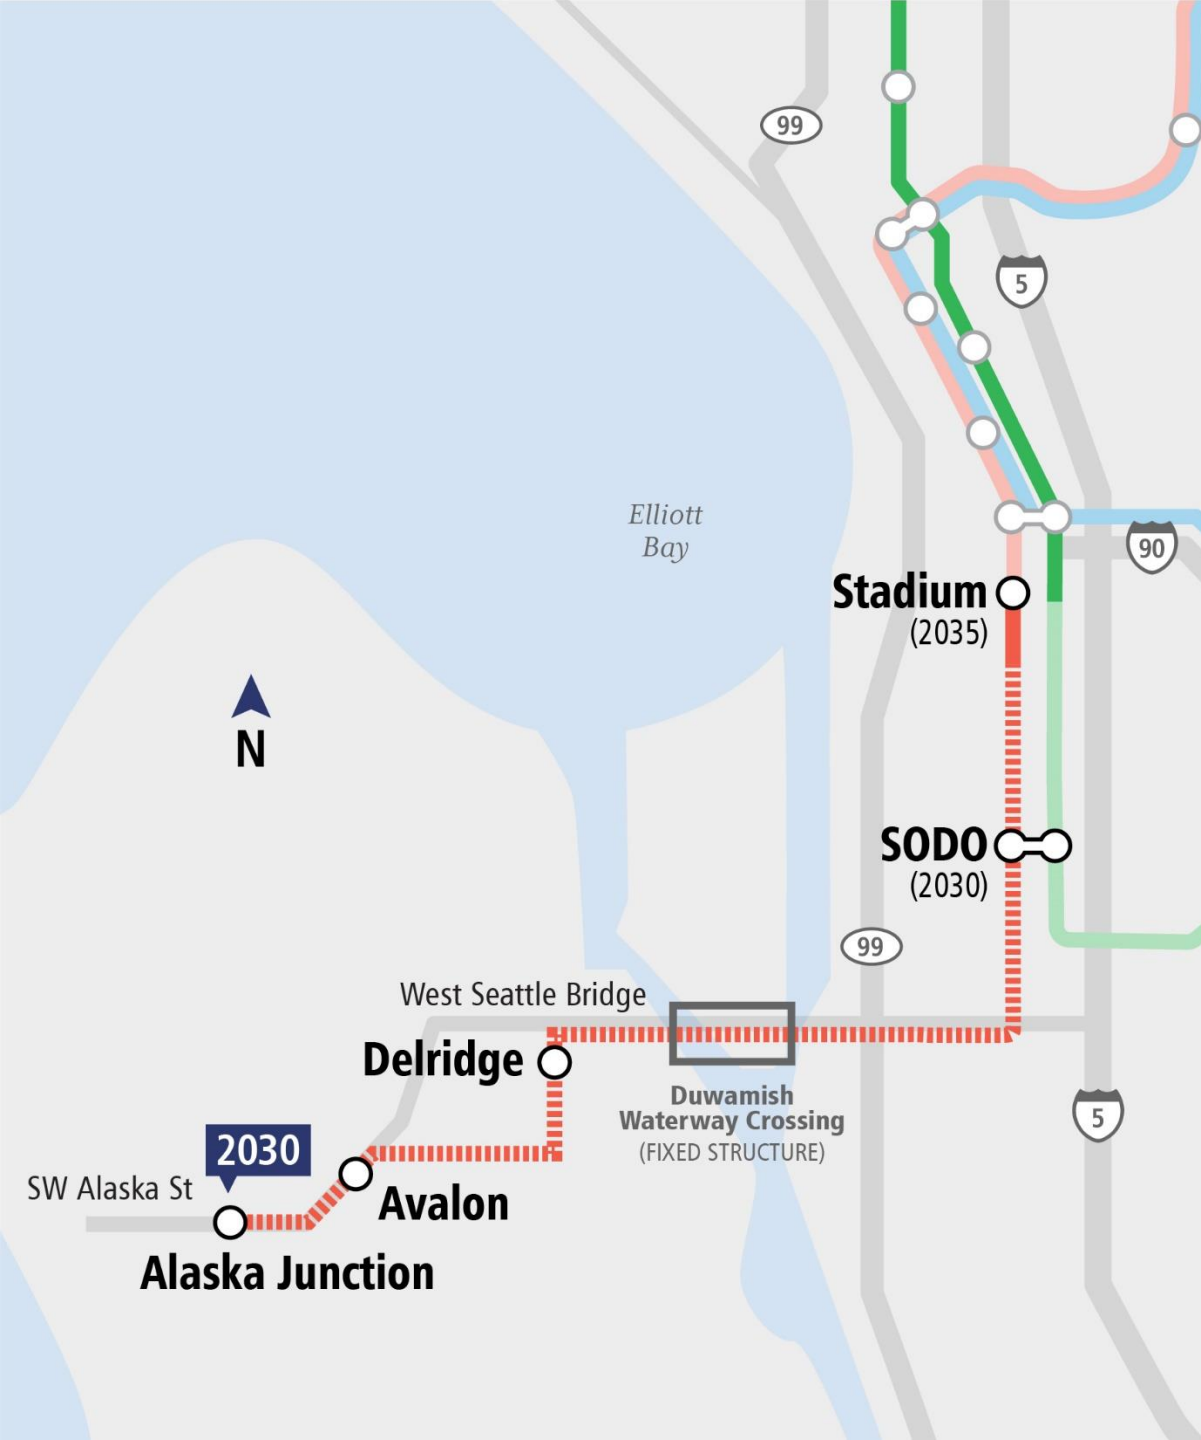 99
5
Elliott
Bay
90
Stadium
(2035)
N
SODO
(2030)
99
West Seattle Bridge
Delridge
Duwamish
Waterway Crossing
(FIXED STRUCTURE)
5
2030
SW Alaska St
Avalon
Alaska Junction